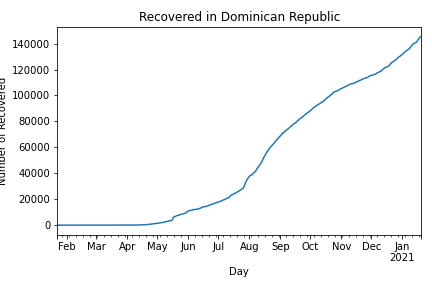 Recovered in Dominican Republic
Number of Recovered
140000
120000
100000
80000
60000
40000
20000
0
Feb Mar Apr May Jun Jul Aug Sep Oct Nov Dec Jan
2021
Day